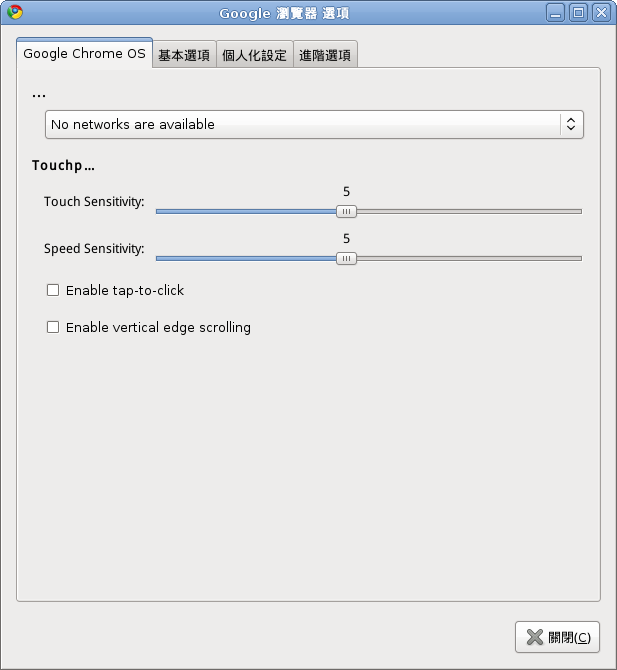 Google 瀏覽器 選項
Google Chrome OS 基本選項 個人化設定 進階選項
...
No networks are available
Touchp...
5
Touch Sensitivity:
5
Speed Sensitivity:
Enable tap-to-click
Enable vertical edge scrolling
關閉(C)